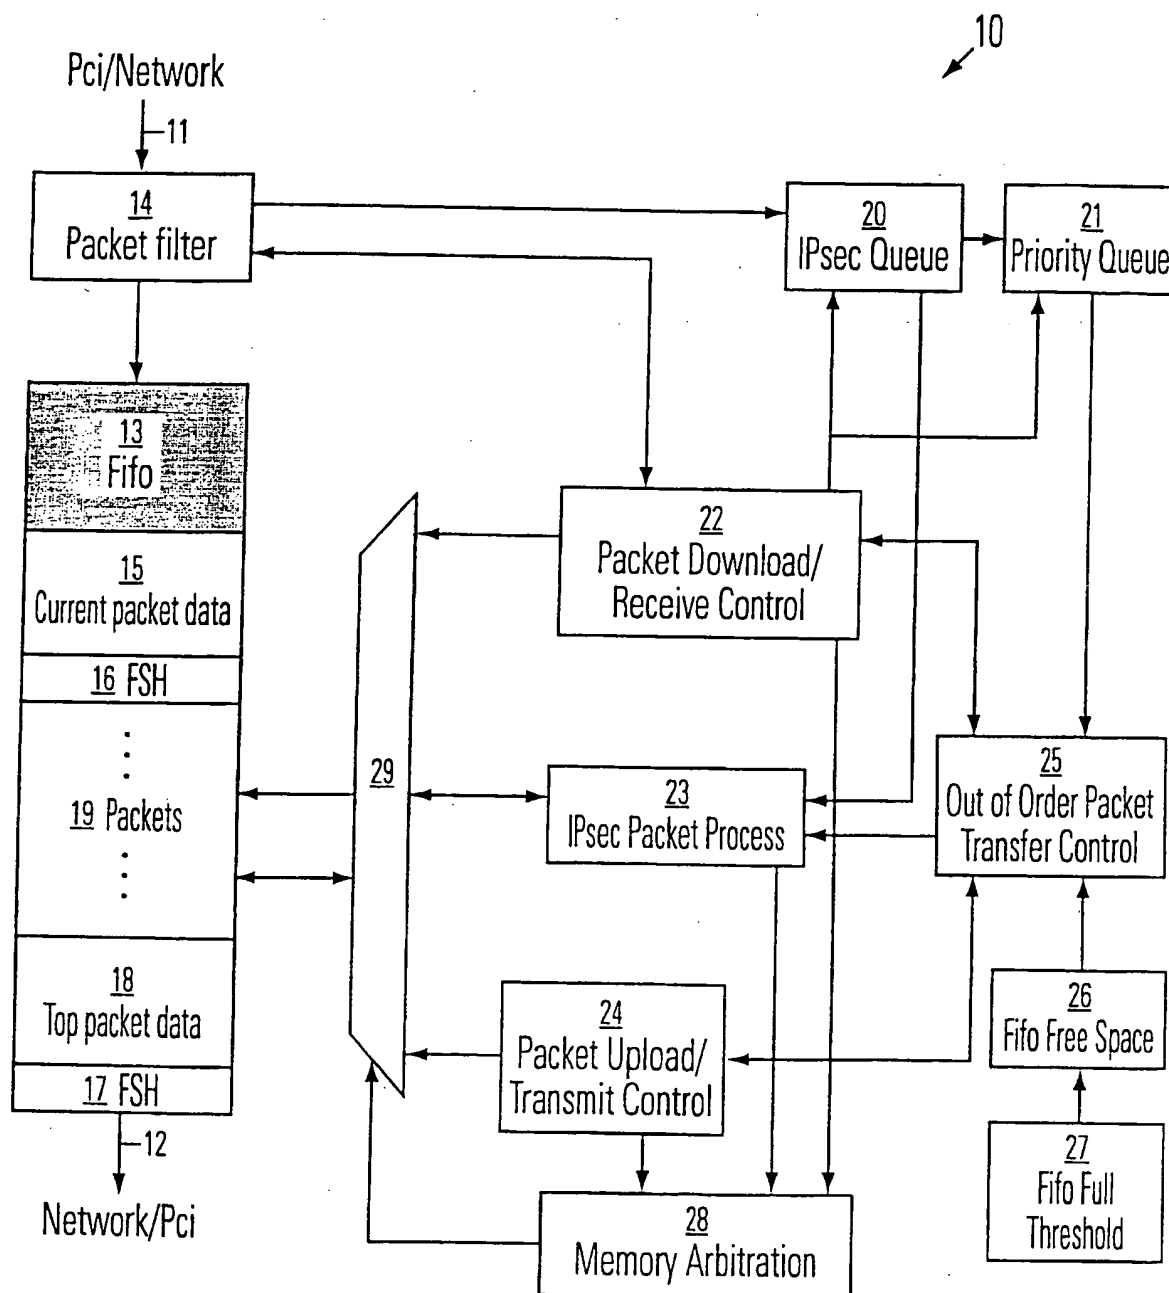 10
Pci/Network
11
14
Packet filter
20
IPsec Queue
21
Priority Queue
13
Fifo
15
Current packet data
16 FSH
19 Packets
18
Top packet data
17 FSH
12
Network/Pci
29
22
Packet Download/
Receive Control
23
IPsec Packet Process
24
Packet Upload/
Transmit Control
25
Out of Order Packet
Transfer Control
26
Fifo Free Space
27
Fifo Full
Threshold
28
Memory Arbitration